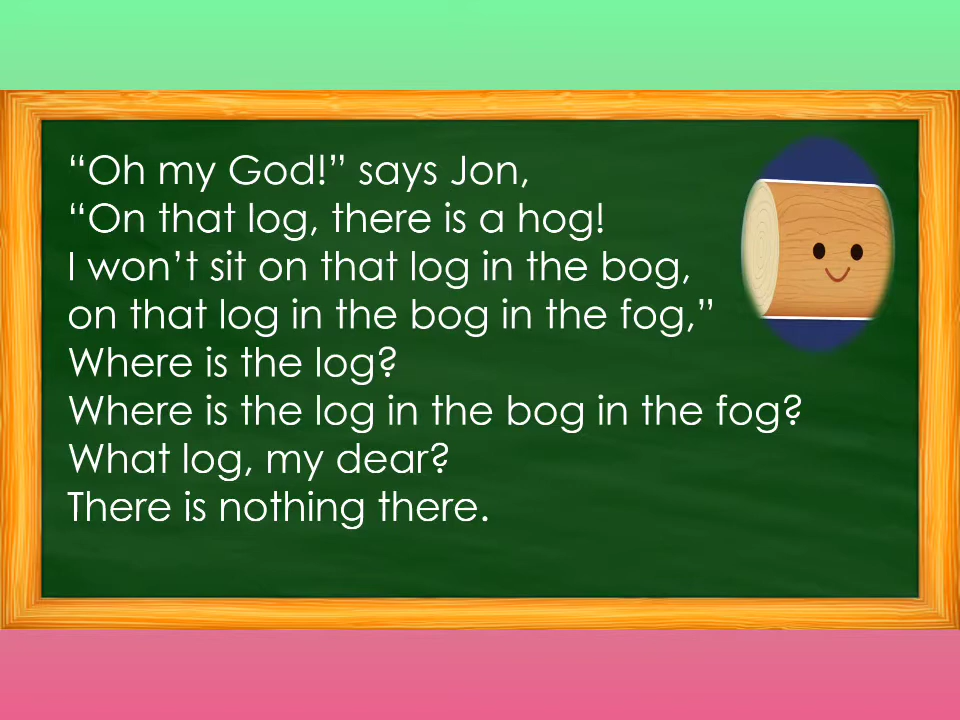 “Oh my God!” says Jon,
“On that log, there is a hog!
I won’t sit on that log in the bog,
on that log in the bog in the fog,”
Where is the log?
Where is the log in the bog in the fog?
What log, my dear?
There is nothing there.